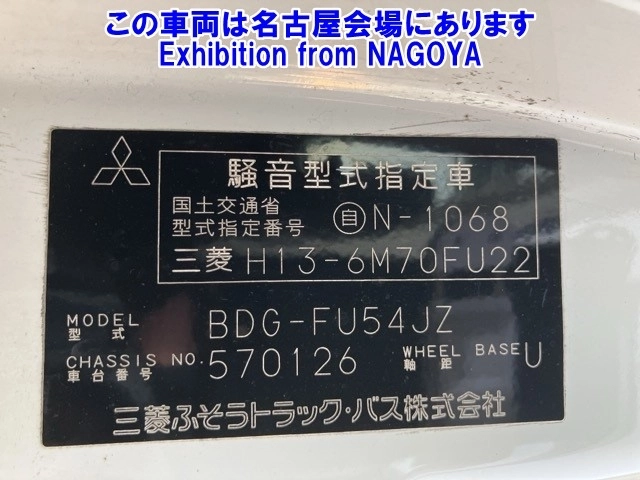 この車両は名古屋会場にあります
Exhibition from NAGOYA
騒音型式指定車
国土交通省
型式指定番号 自 N-1068
三菱 H13-6M70FU22
MODEL
型式 BDG-FU54JZ
CHASSIS NO.
車台番号 570126 WHEEL BASE
軸距 U
三菱ふそうトラック・バス株式会社